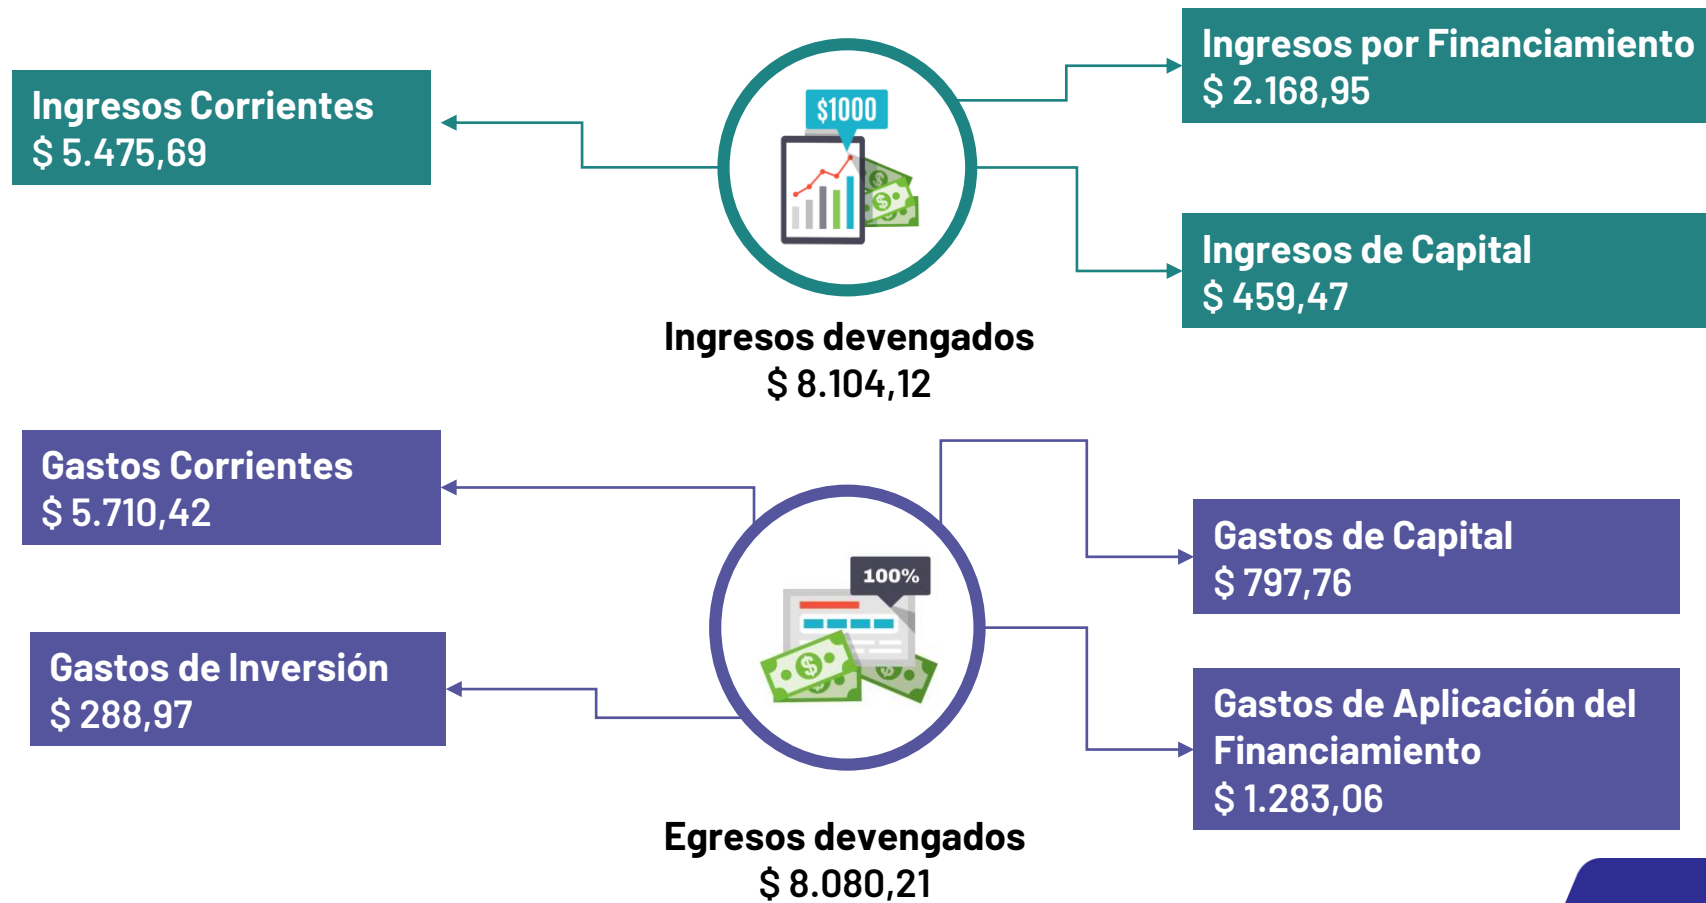 Ingresos Corrientes
$ 5.475,69
$1000
Ingresos por Financiamiento
$ 2.168,95
Ingresos de Capital
$ 459,47
Ingresos devengados
$ 8.104,12
Gastos Corrientes
$ 5.710,42
Gastos de Inversión
$ 288,97
100%
Gastos de Capital
$ 797,76
Gastos de Aplicación del
Financiamiento
$ 1.283,06
Egresos devengados
$ 8.080,21